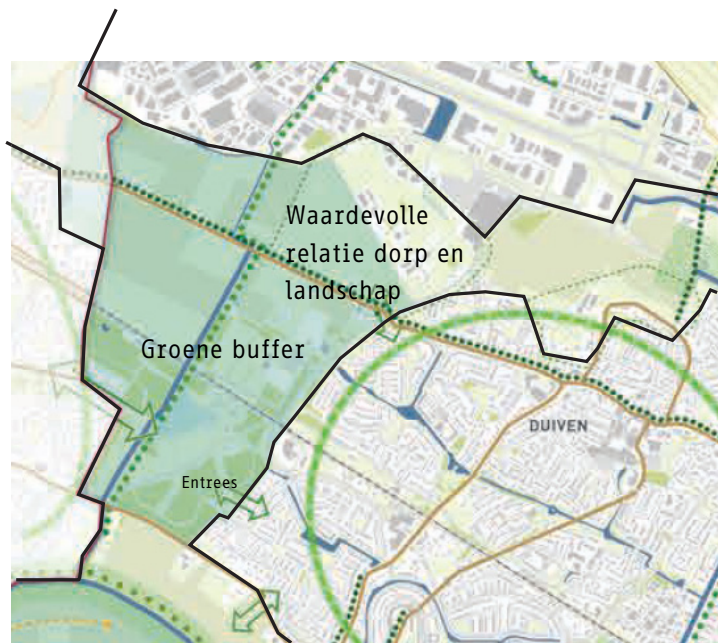 Waardevolle
relatie dorp en
landschap
Groene buffer
DUIVEN
Entrees